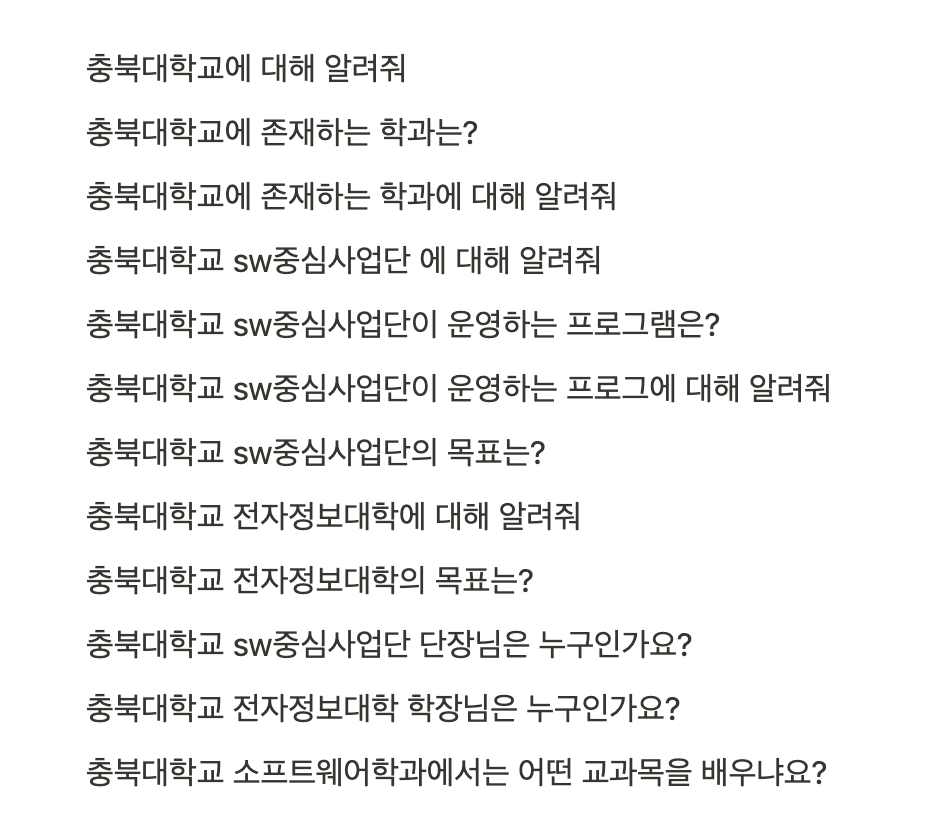 충북대학교에 대해 알려줘
충북대학교에 존재하는 학과는?
충북대학교에 존재하는 학과에 대해 알려줘
충북대학교 sw중심사업단 에 대해 알려줘
충북대학교 sw중심사업단이 운영하는 프로그램은?
충북대학교 sw중심사업단이 운영하는 프로그에 대해 알려줘
충북대학교 sw중심사업단의 목표는?
충북대학교 전자정보대학에 대해 알려줘
충북대학교 전자정보대학의 목표는?
충북대학교 sw중심사업단 단장님은 누구인가요?
충북대학교 전자정보대학 학장님은 누구인가요?
충북대학교 소프트웨어학과에서는 어떤 교과목을 배우냐요?